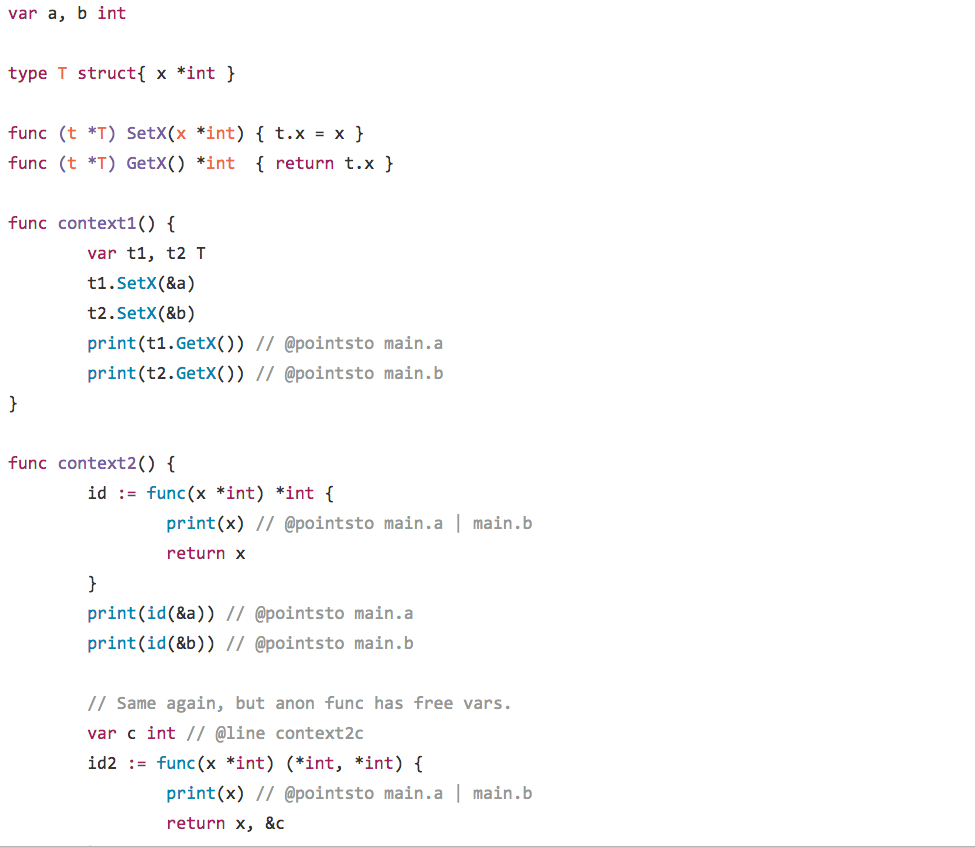 var a, b int
type T struct{ x *int }
func (t *T) SetX(x *int) { t.x = x }
func (t *T) GetX() *int  { return t.x }
func context1() {
        var t1, t2 T
        t1.SetX(&a)
        t2.SetX(&b)
        print(t1.GetX()) // @pointsto main.a
        print(t2.GetX()) // @pointsto main.b
}
func context2() {
        id := func(x *int) *int {
                print(x) // @pointsto main.a | main.b
                return x
        }
        print(id(&a)) // @pointsto main.a
        print(id(&b)) // @pointsto main.b
        // Same again, but anon func has free vars.
        var c int // @line context2c
        id2 := func(x *int) (*int, *int) {
                print(x) // @pointsto main.a | main.b
                return x, &c